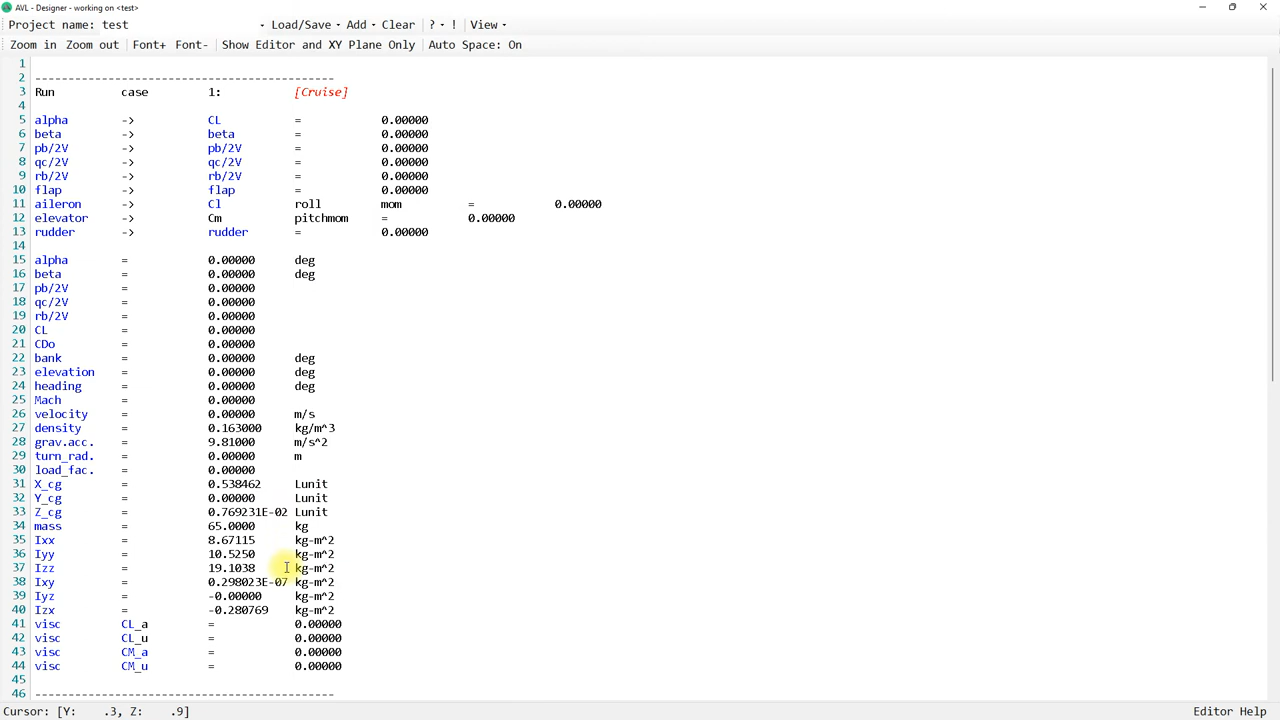 AVL - Designer - working on <test>
Project name: test Load/Save Add Clear ? ! View
Zoom in Zoom out Font+ Font- Show Editor and XY Plane Only Auto Space: On
1
2 --------------------------------------------
3 Run case 1: [Cruise]
4
5 alpha -> CL = 0.00000
6 beta -> beta = 0.00000
7 pb/2V -> pb/2V = 0.00000
8 qc/2V -> qc/2V = 0.00000
9 rb/2V -> rb/2V = 0.00000
10 flap -> flap = 0.00000
11 aileron -> Cl roll mom = 0.00000
12 elevator -> Cm pitchmom = 0.00000
13 rudder -> rudder = 0.00000
14
15 alpha = 0.00000 deg
16 beta = 0.00000 deg
17 pb/2V = 0.00000
18 qc/2V = 0.00000
19 rb/2V = 0.00000
20 CL = 0.00000
21 CDo = 0.00000
22 bank = 0.00000 deg
23 elevation = 0.00000 deg
24 heading = 0.00000 deg
25 Mach = 0.00000
26 velocity = 0.00000 m/s
27 density = 0.163000 kg/m^3
28 grav.acc. = 9.81000 m/s^2
29 turn_rad. = 0.00000 m
30 load_fac. = 0.00000
31 X_cg = 0.538462 Lunit
32 Y_cg = 0.00000 Lunit
33 Z_cg = 0.769231E-02 Lunit
34 mass = 65.0000 kg
35 Ixx = 8.67115 kg-m^2
36 Iyy = 10.5250 kg-m^2
37 Izz = 19.1038 kg-m^2
38 Ixy = 0.298023E-07 kg-m^2
39 Iyz = -0.00000 kg-m^2
40 Izx = -0.280769 kg-m^2
41 visc CL_a = 0.00000
42 visc CL_u = 0.00000
43 visc CM_a = 0.00000
44 visc CM_u = 0.00000
45
46 --------------------------------------------
Cursor: [Y: .3, Z: .9] Editor Help